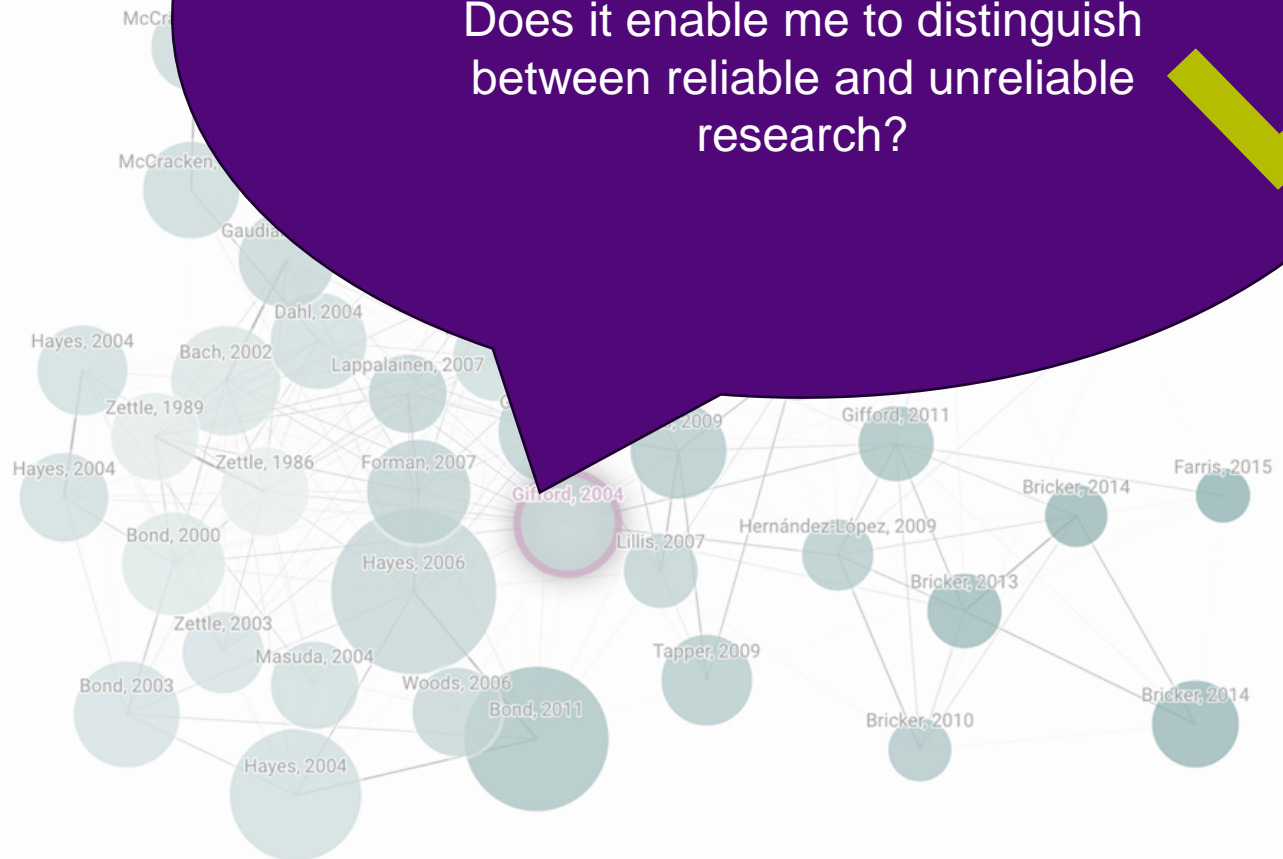 Does it enable me to distinguish
between reliable and unreliable
research?
McCracken,
Dahl, 2004
Hayes, 2004
Bach, 2002
Lappalainen, 2007
Zettle, 1989
2009
Gifford, 2011
Hayes, 2004
Zettle, 1986
Forman, 2007
Gifford, 2004
Bricker, 2014
Farris, 2015
Bond, 2000
Hayes, 2006
Lillis, 2007
Hernández-López, 2009
Bricker, 2013
Zettle, 2003
Masuda, 2004
Tapper, 2009
Bond, 2003
Woods, 2006
Bond, 2011
Bricker, 2014
Bricker, 2010
Hayes, 2004